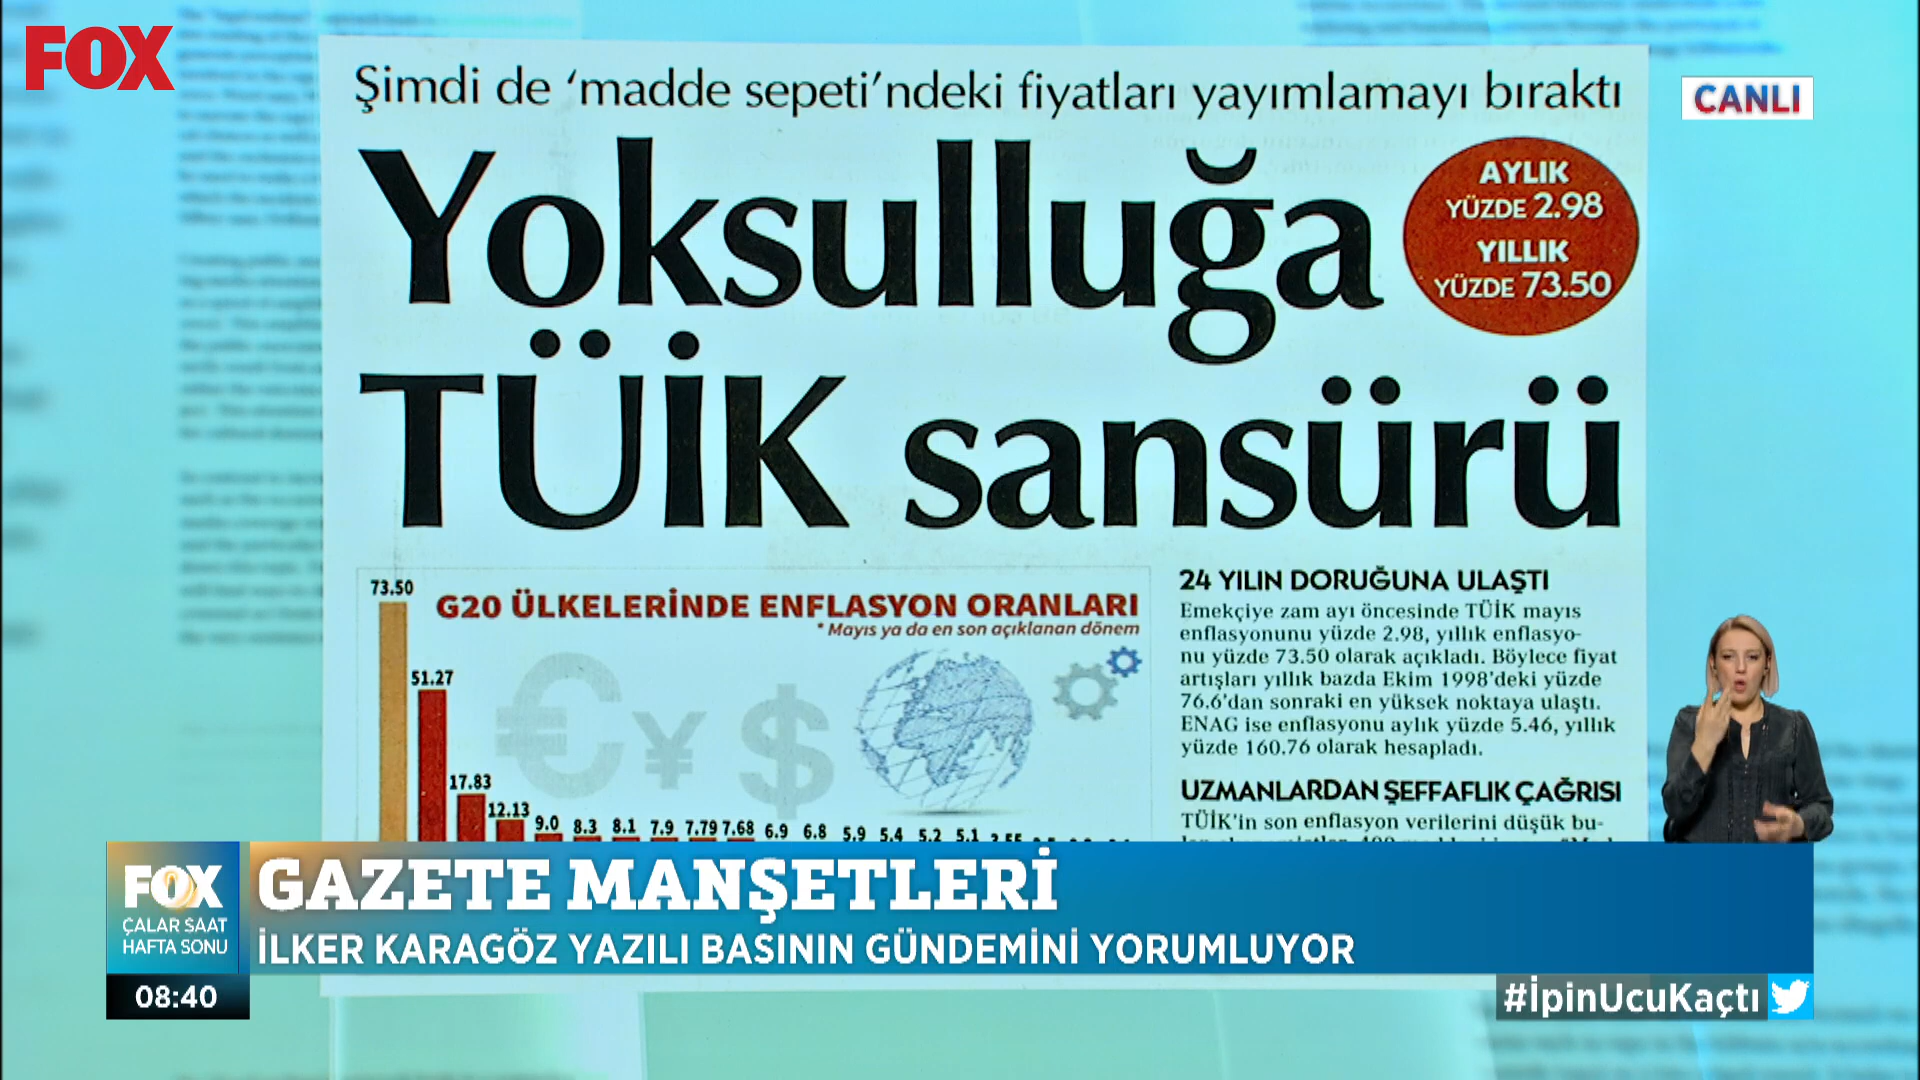 FOX
CANLI
Şimdi de ‘madde sepeti’ndeki fiyatları yayımlamayı bıraktı
Yoksulluğa
TÜİK sansürü
AYLIK
YÜZDE 2.98
YILLIK
YÜZDE 73.50
G20 ÜLKELERİNDE ENFLASYON ORANLARI
* Mayıs ya da en son açıklanan dönem
73.50
51.27
17.83
12.13
9.0 8.3 8.1 7.9 7.79 7.68 6.9 6.8 5.9 5.4 5.2 5.1
24 YILIN DORUĞUNA ULAŞTI
Emekçiye zam ayı öncesinde TÜİK mayıs
enflasyonunu yüzde 2.98, yıllık enflasyo-
nu yüzde 73.50 olarak açıkladı. Böylece fiyat
artışları yıllık bazda Ekim 1998’deki yüzde
76.6’dan sonraki en yüksek noktaya ulaştı.
ENAG ise enflasyonu aylık yüzde 5.46, yıllık
yüzde 160.76 olarak hesapladı.
UZMANLARDAN ŞEFFAFLIK ÇAĞRISI
TÜİK’in son enflasyon verilerini düşük bu-
FOX
ÇALAR SAAT
HAFTA SONU
GAZETE MANŞETLERİ
İLKER KARAGÖZ YAZILI BASININ GÜNDEMİNİ YORUMLUYOR
08:40
#İpinUcuKaçtı